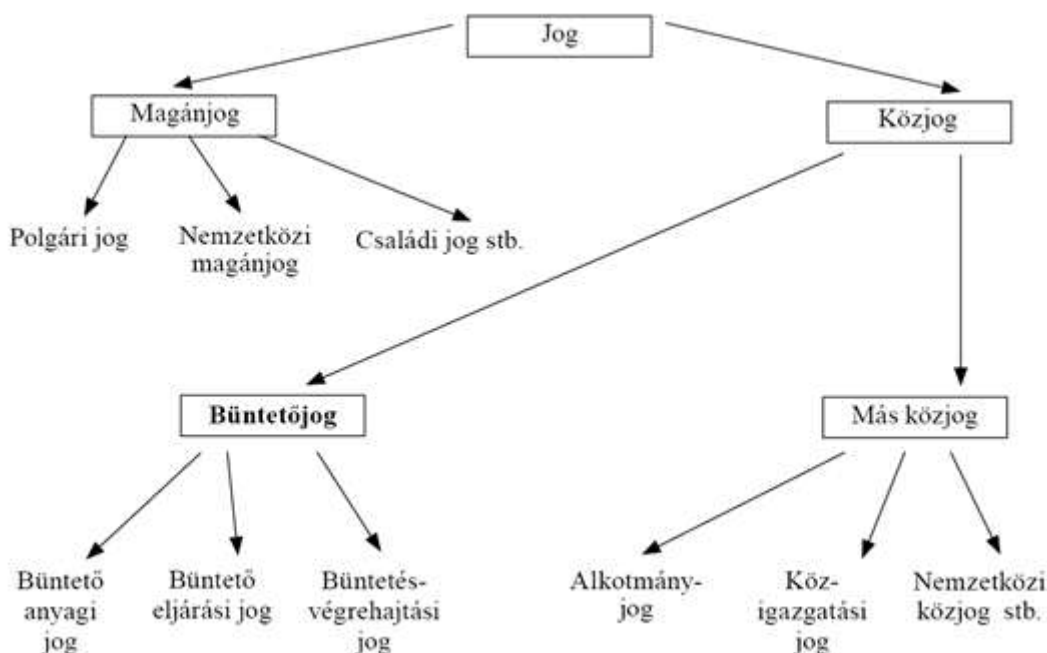 Jog
Magánjog
Közjog
Polgári jog
Nemzetközi
magánjog
Családi jog stb.
Büntetőjog
Más közjog
Büntető
anyagi
jog
Büntető
eljárási jog
Büntetés-
végrehajtási
jog
Alkotmány-
jog
Köz-
igazgatási
jog
Nemzetközi
közjog stb.